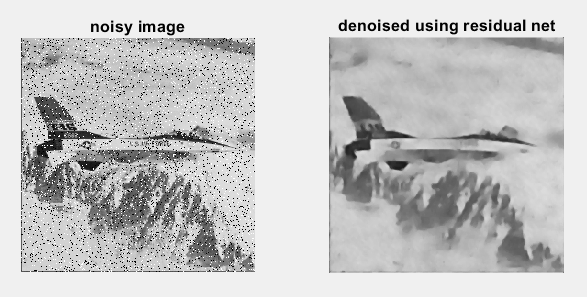 noisy image
denoised using residual net